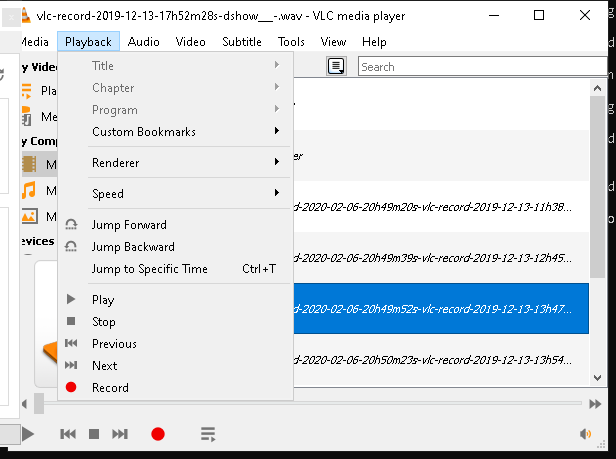 vlc-record-2019-12-13-17h52m28s-dshow__-.wav - VLC media player
Media Playback Audio Video Subtitle Tools View Help
y Vide
Title
Search
Chapter
Pla
Program
Me
Custom Bookmarks
y Comp
Renderer
er
M
Speed
M
d-2020-02-06-20h49m20s-vlc-record-2019-12-13-11h38...
M
Jump Forward
evices
Jump Backward
d-2020-02-06-20h49m39s-vlc-record-2019-12-13-12h45...
Jump to Specific Time Ctrl+T
Play
d-2020-02-06-20h49m52s-vlc-record-2019-12-13-13h47...
Stop
Previous
Next
d-2020-02-06-20h50m23s-vlc-record-2019-12-13-13h54...
Record